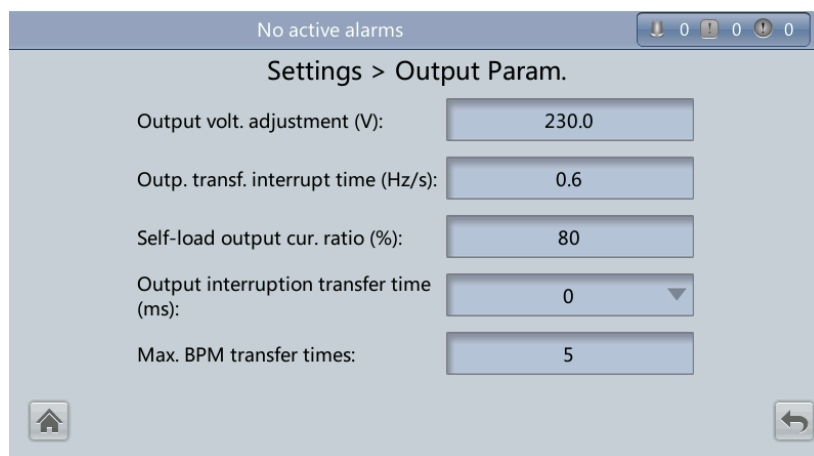 No active alarms
0 0 0
Settings > Output Param.
Output volt. adjustment (V): 230.0
Outp. transf. interrupt time (Hz/s): 0.6
Self-load output cur. ratio (%): 80
Output interruption transfer time
(ms): 0
Max. BPM transfer times: 5